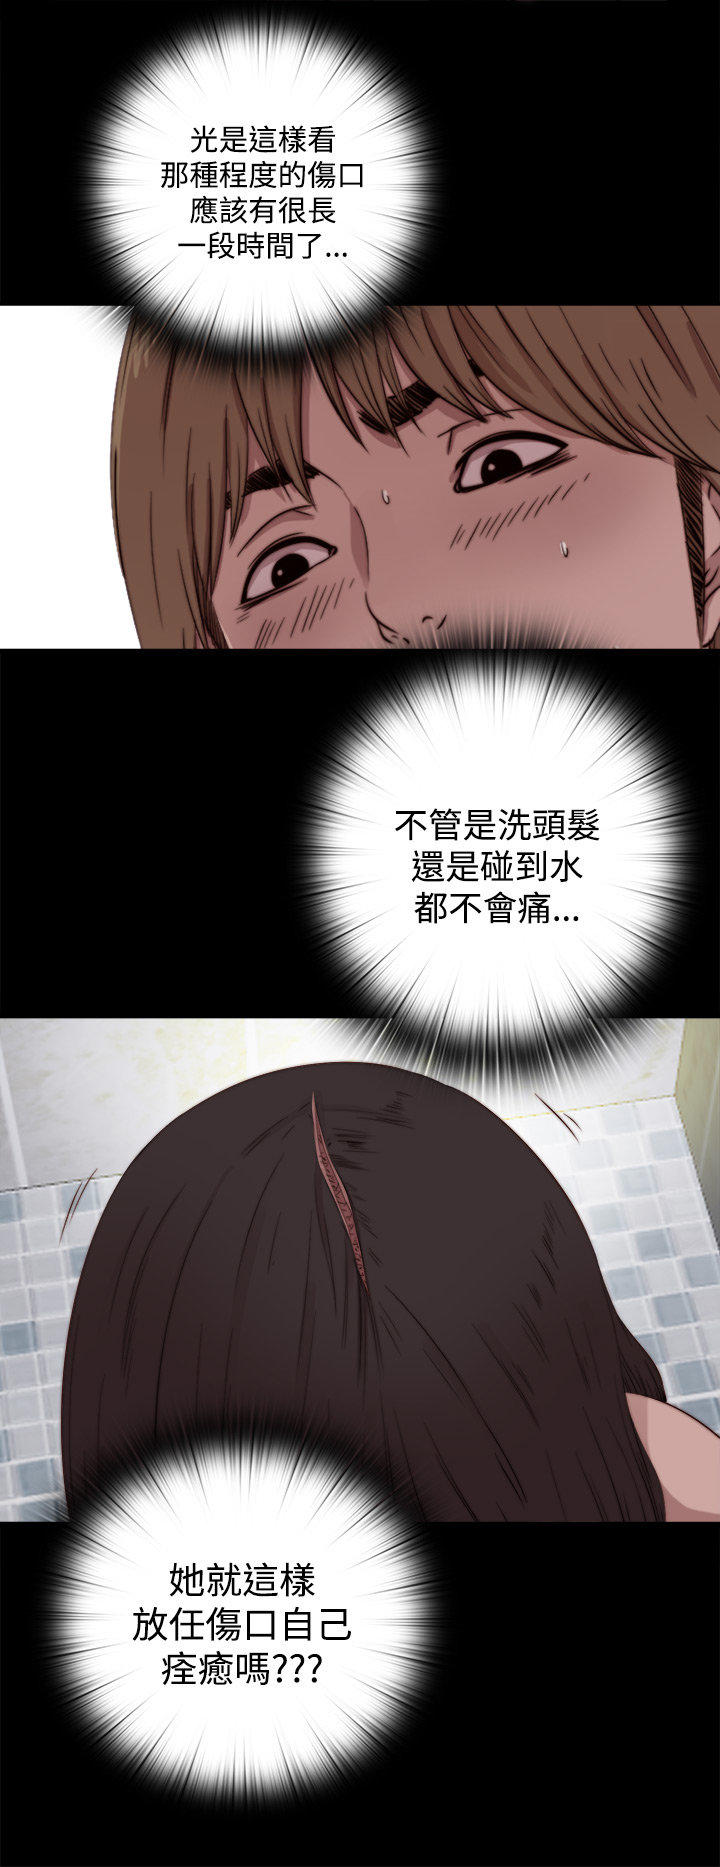 光是這樣看
那種程度的傷口
應該有很長
一段時間了...
不管是洗頭髮
還是碰到水
都不會痛...
她就這樣
放任傷口自己
痊癒嗎???